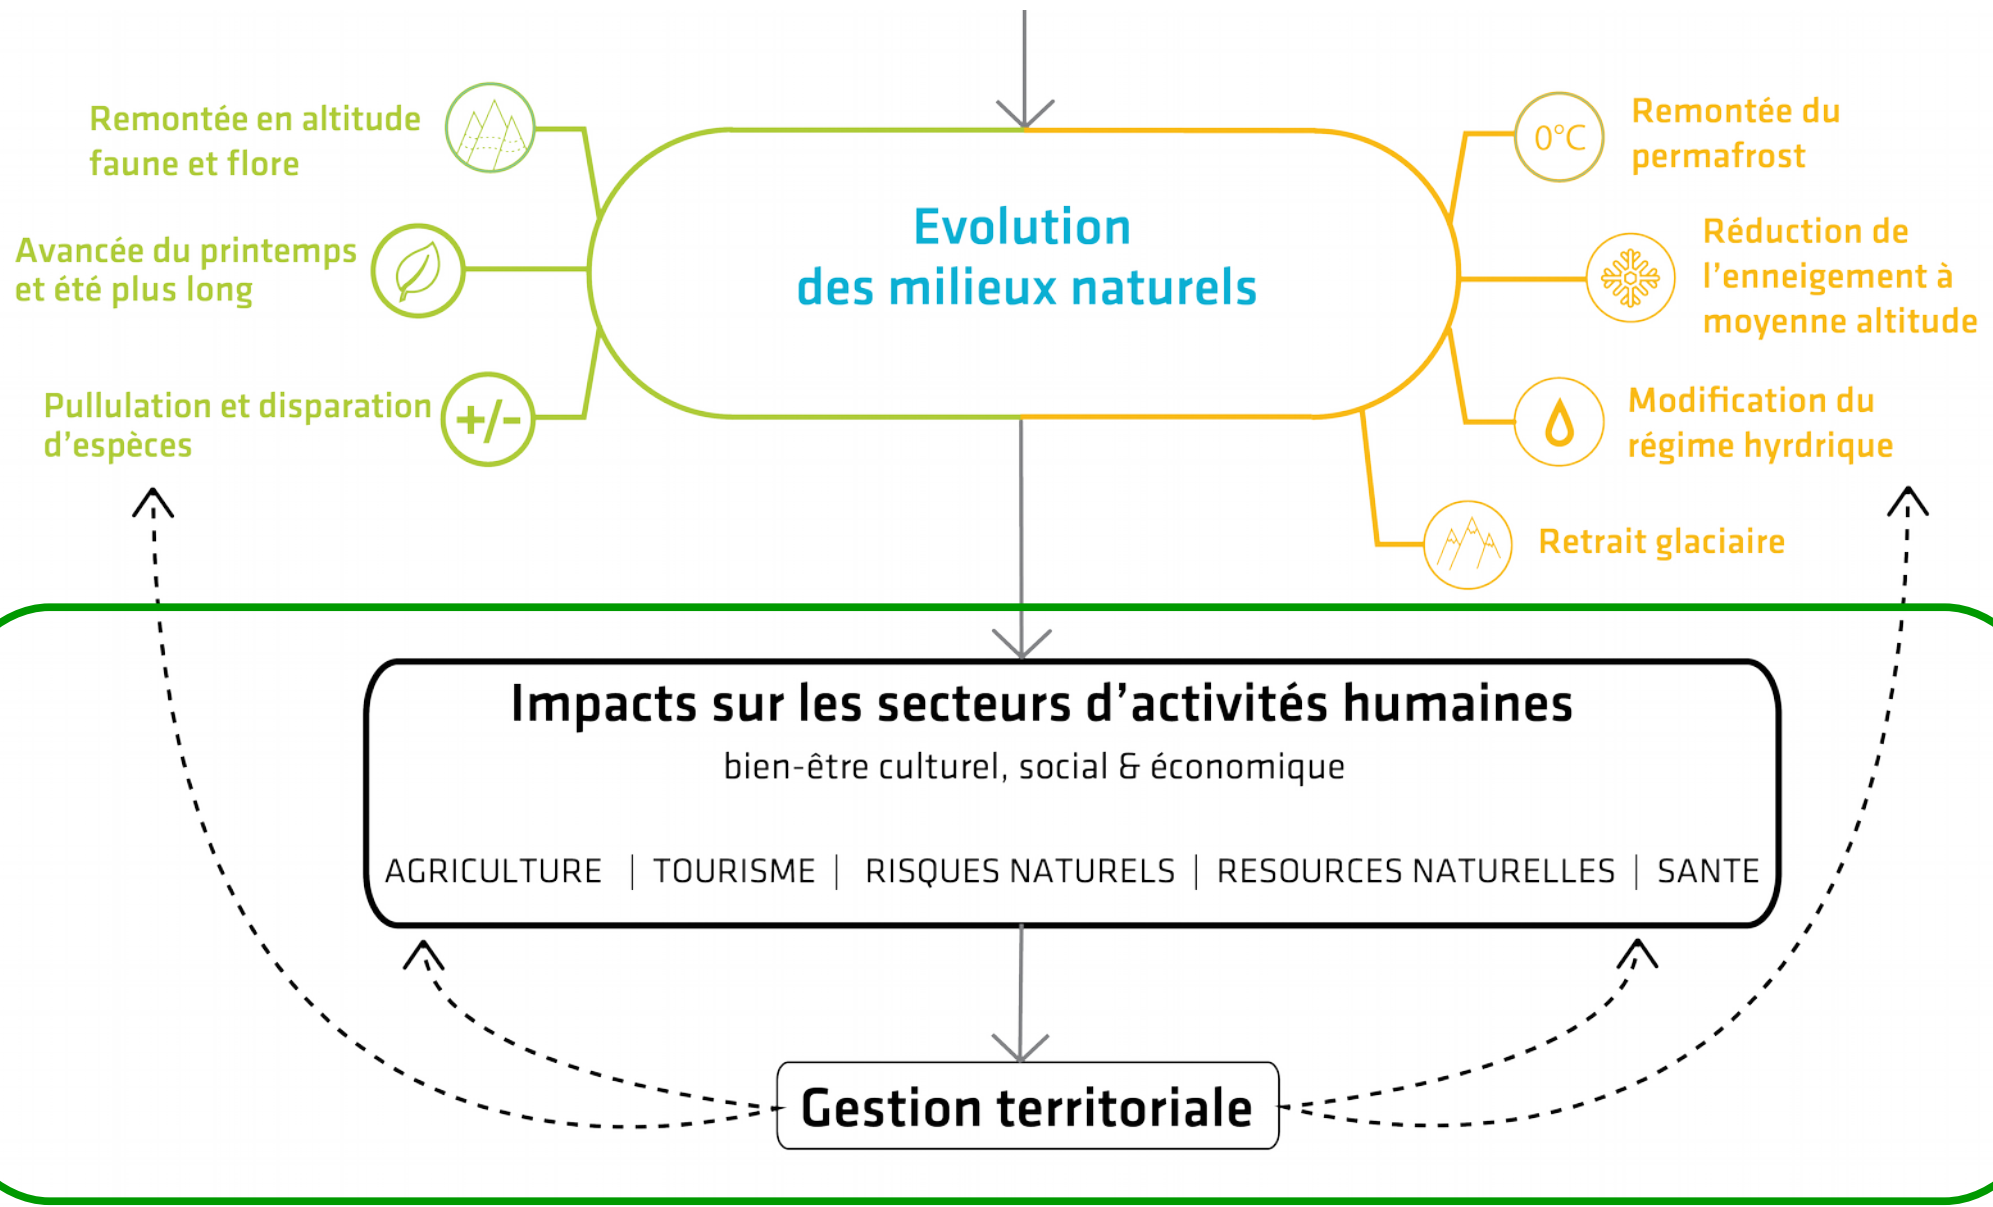 Remontée en altitude
faune et flore
Avancée du printemps
et été plus long
Pullulation et disparation
d'espèces
+/-
Evolution
des milieux naturels
0°C
Remontée du
permafrost
Réduction de
l'enneigement à
moyenne altitude
Modification du
régime hyrdrique
Retrait glaciaire
Impacts sur les secteurs d'activités humaines
bien-être culturel, social & économique
AGRICULTURE | TOURISME | RISQUES NATURELS | RESOURCES NATURELLES | SANTE
Gestion territoriale